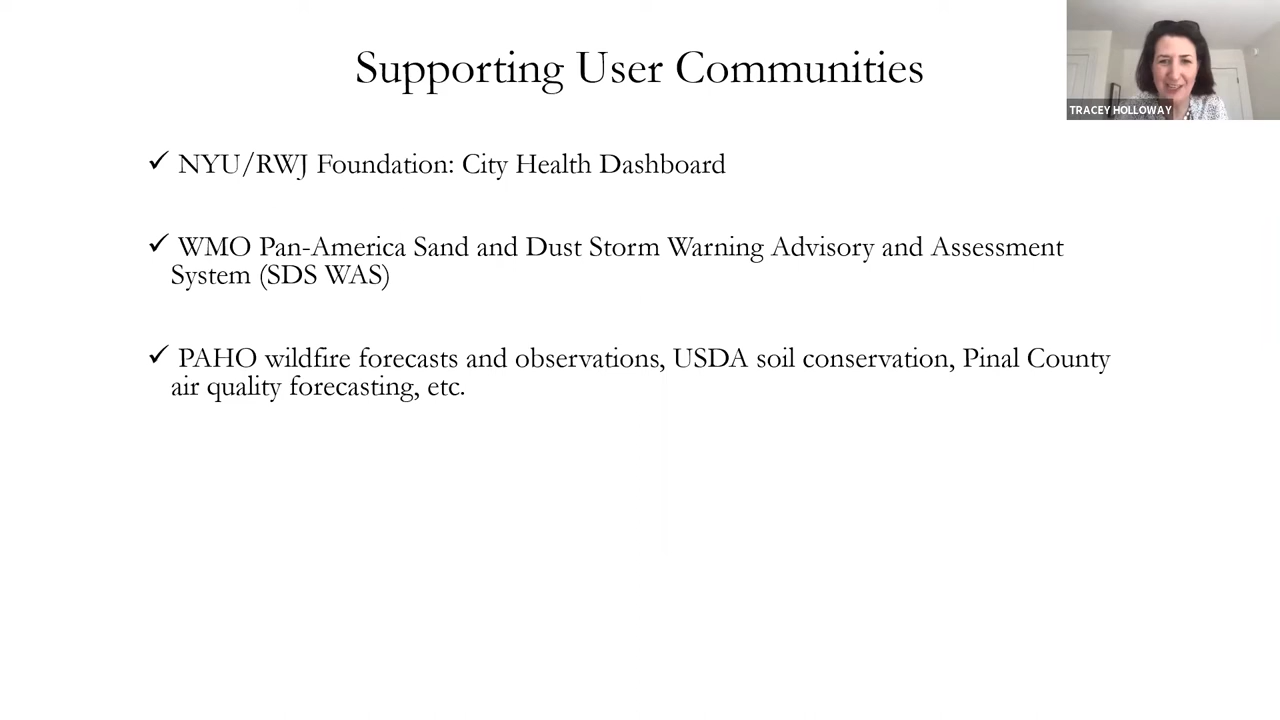 Supporting User Communities
TRACEY HOLLOWAY
✓ NYU/RWJ Foundation: City Health Dashboard
✓ WMO Pan-America Sand and Dust Storm Warning Advisory and Assessment
System (SDS WAS)
✓ PAHO wildfire forecasts and observations, USDA soil conservation, Pinal County
air quality forecasting, etc.